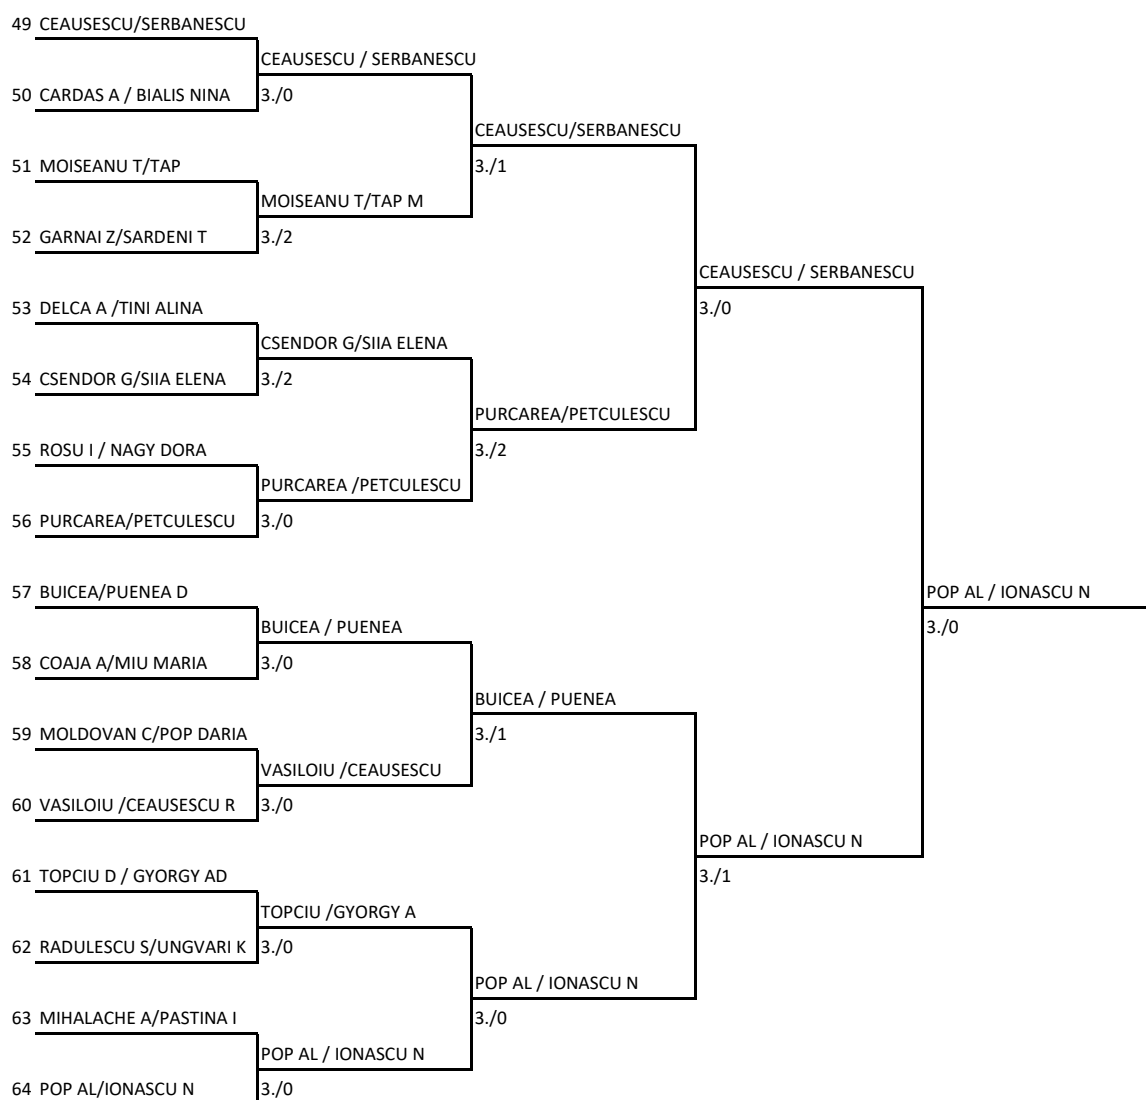 49 CEAUSESCU/SERBANESCU
CEAUSESCU / SERBANESCU
50 CARDAS A / BIALIS NINA 3./0
CEAUSESCU/SERBANESCU
51 MOISEANU T/TAP 3./1
MOISEANU T/TAP M
52 GARNAI Z/SARDENI T 3./2
CEAUSESCU / SERBANESCU
53 DELCA A /TINI ALINA 3./0
CSENDOR G/SIIA ELENA
54 CSENDOR G/SIIA ELENA 3./2
PURCAREA/PETCULESCU
55 ROSU I / NAGY DORA 3./2
PURCAREA /PETCULESCU
56 PURCAREA/PETCULESCU 3./0
57 BUICEA/PUENEA D POP AL / IONASCU N
BUICEA / PUENEA 3./0
58 COAJA A/MIU MARIA 3./0
BUICEA / PUENEA
59 MOLDOVAN C/POP DARIA 3./1
VASILOIU /CEAUSESCU
60 VASILOIU /CEAUSESCU R 3./0
POP AL / IONASCU N
61 TOPCIU D / GYORGY AD 3./1
TOPCIU /GYORGY A
62 RADULESCU S/UNGVARI K 3./0
POP AL / IONASCU N
63 MIHALACHE A/PASTINA I 3./0
POP AL / IONASCU N
64 POP AL/IONASCU N 3./0